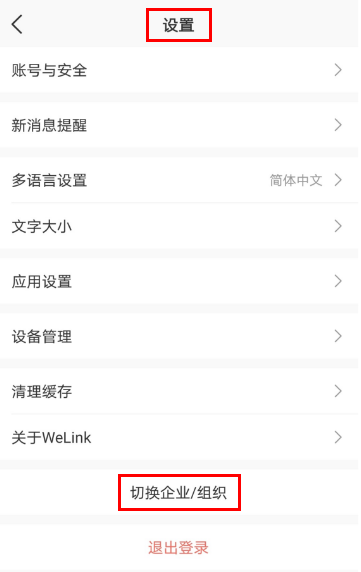 设置
账号与安全
新消息提醒
多语言设置 简体中文
文字大小
应用设置
设备管理
清理缓存
关于WeLink
切换企业/组织
退出登录